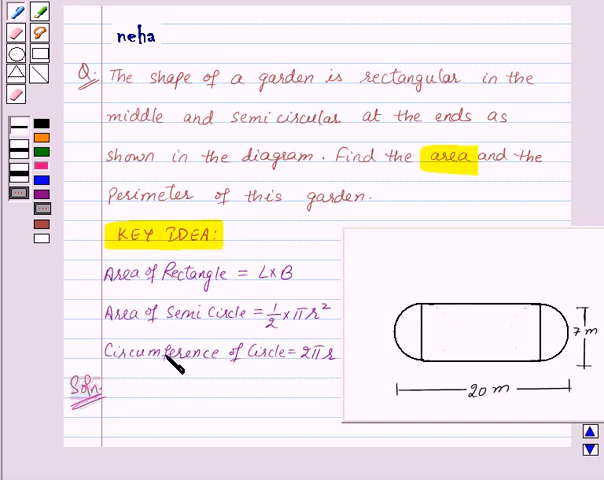 neha
Q. The shape of a garden is rectangular in the
middle and semi circular at the ends as
shown in the diagram. Find the area and the
perimeter of this garden.
KEY IDEA:
Area of Rectangle = L×B
Area of Semi Circle = 1/2 × πr²
Circumference of Circle = 2πr
Soln.
7 m
20 m